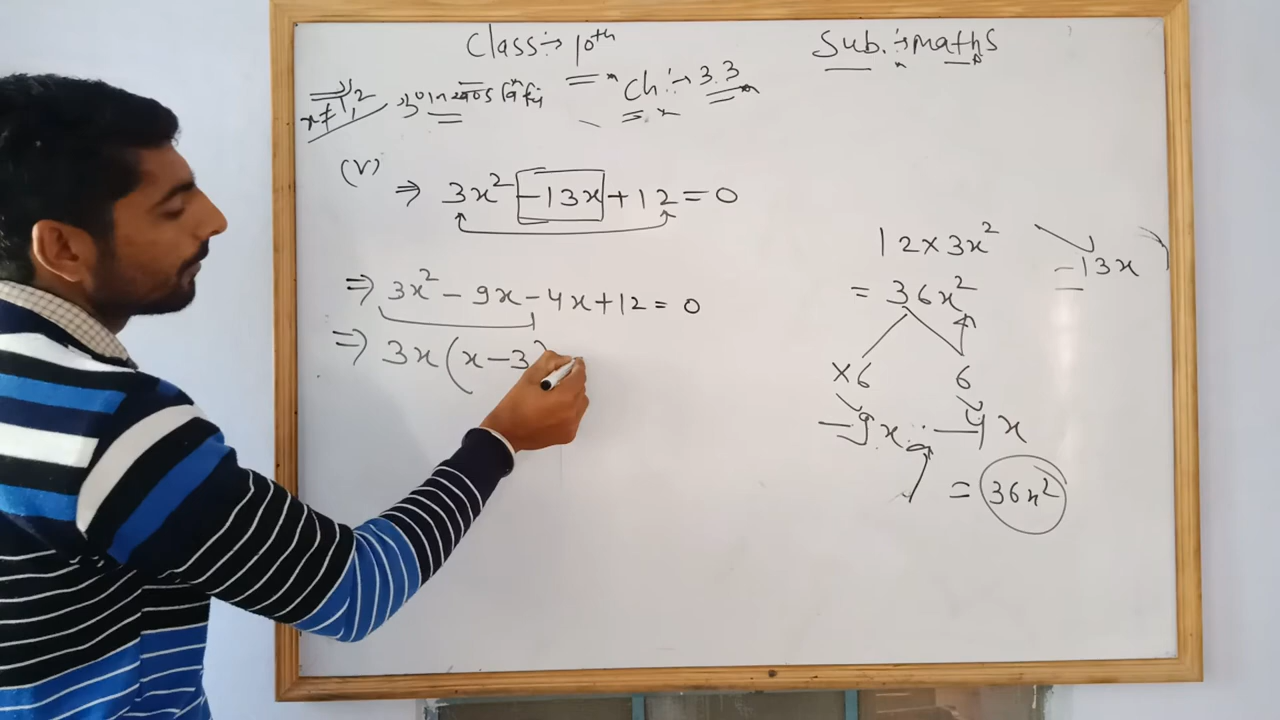 Class:→ 10th
Sub.:→ maths
Ch:→ 3.3
x ≠ 1, 2
(V)
⇒ 3x² - 13x + 12 = 0
⇒ 3x² - 9x - 4x + 12 = 0
⇒ 3x(x-3)
12 × 3x²
-13x
= 36x²
×6 6
-9x -4x
= 36x²